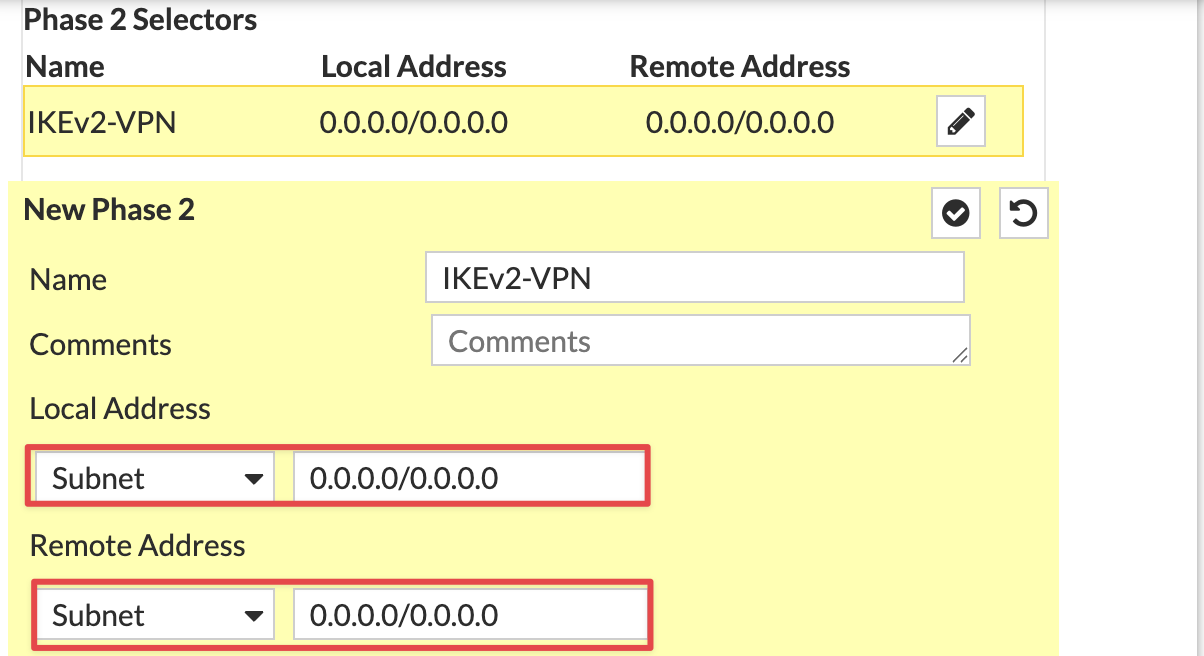 Phase 2 Selectors
Name Local Address Remote Address
IKEv2-VPN 0.0.0.0/0.0.0.0 0.0.0.0/0.0.0.0
New Phase 2
Name IKEv2-VPN
Comments Comments
Local Address
Subnet 0.0.0.0/0.0.0.0
Remote Address
Subnet 0.0.0.0/0.0.0.0